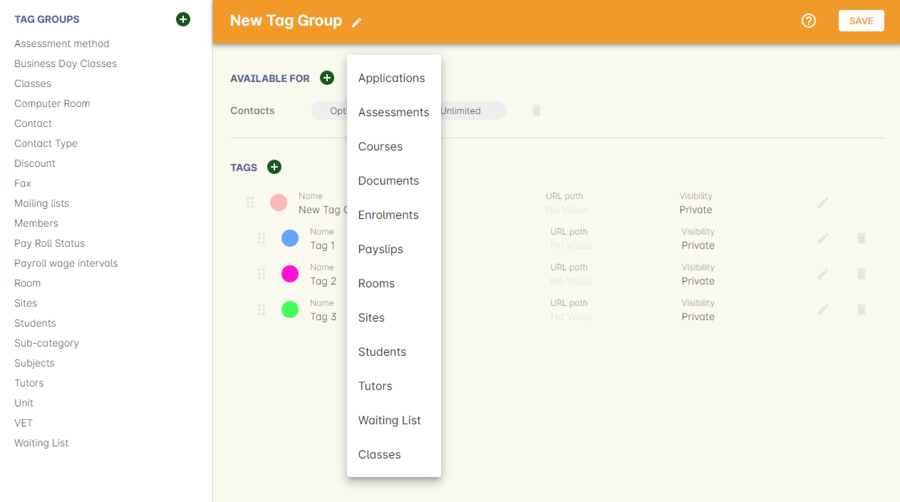 TAG GROUPS
Assessment method
Business Day Classes
Classes
Computer Room
Contact
Contact Type
Discount
Fax
Mailing lists
Members
Pay Roll Status
Payroll wage intervals
Room
Sites
Students
Sub-category
Subjects
Tutors
Unit
VET
Waiting List
New Tag Group
SAVE
AVAILABLE FOR
Contacts
Opti
Unlimited
Applications
Assessments
Courses
Documents
Enrolments
Payslips
Rooms
Sites
Students
Tutors
Waiting List
Classes
TAGS
Name URL path Visibility
New Tag No Value Private
Name URL path Visibility
Tag 1 No Value Private
Name URL path Visibility
Tag 2 No Value Private
Name URL path Visibility
Tag 3 No Value Private